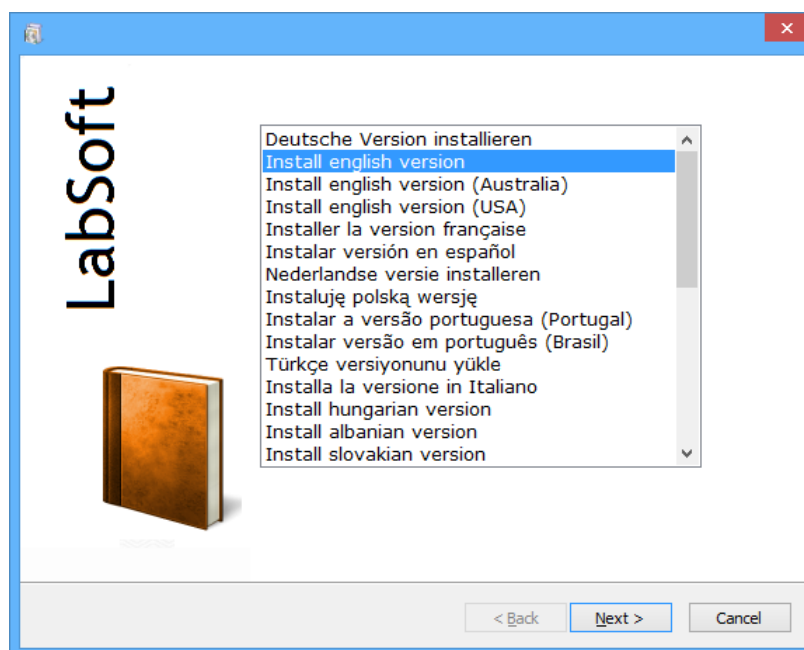 LabSoft
Deutsche Version installieren
Install english version
Install english version (Australia)
Install english version (USA)
Installer la version française
Instalar versión en español
Nederlandse versie installeren
Instaluję polską wersję
Instalar a versão portuguesa (Portugal)
Instalar versão em português (Brasil)
Türkçe versiyonunu yükle
Installa la versione in Italiano
Install hungarian version
Install albanian version
Install slovakian version
< Back
Next >
Cancel